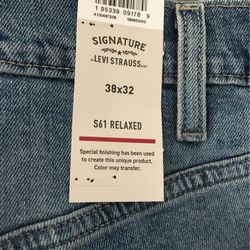 1 95339 09178 9
SIGNATURE
BY LEVI STRAUSS
38x32
S61 RELAXED
Special finishing has been used
to create this unique product.
Color may transfer.